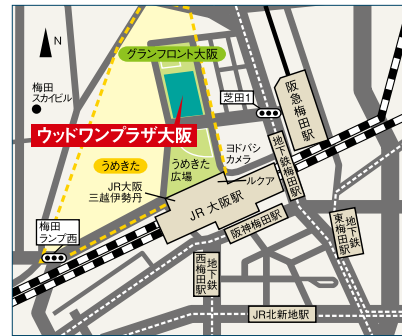 N
グランフロント大阪
梅田
スカイビル
芝田1
阪急梅田駅
ウッドワンプラザ大阪
ヨドバシ
カメラ
うめきた
うめきた
広場
地下鉄梅田駅
ルクア
JR大阪
三越伊勢丹
JR 大阪駅
梅田
ランプ西
阪神梅田駅
地下鉄
東梅田駅
地下鉄
西梅田駅
JR北新地駅